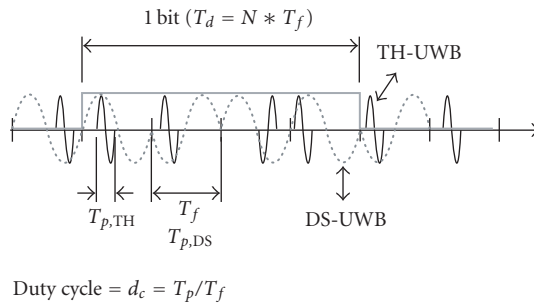 1 bit (T_d = N * T_f)
TH-UWB
T_p,TH
T_f
T_p,DS
DS-UWB
Duty cycle = d_c = T_p/T_f